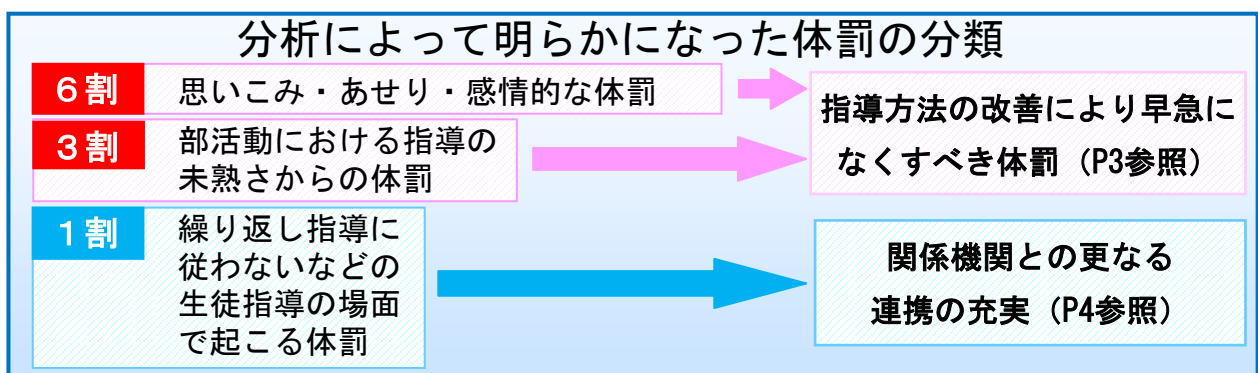 分析によって明らかになった体罰の分類
６割
思いこみ・あせり・感情的な体罰
３割
部活動における指導の
未熟さからの体罰
指導方法の改善により早急に
なくすべき体罰（P3参照）
１割
繰り返し指導に
従わないなどの
生徒指導の場面
で起こる体罰
関係機関との更なる
連携の充実（P4参照）